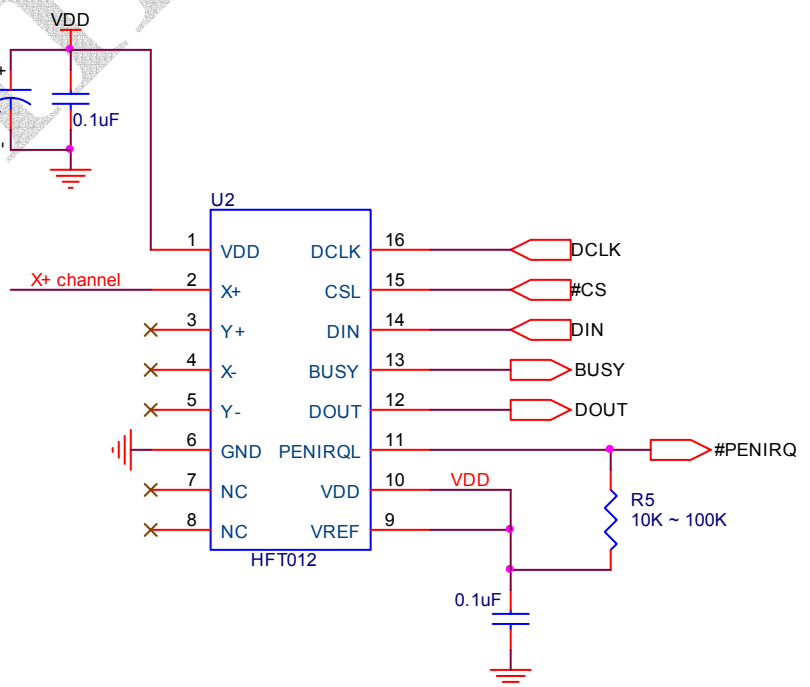 VDD
+
0.1uF
-
U2
1 VDD DCLK 16 DCLK
X+ channel 2 X+ CSL 15 #CS
3 Y+ DIN 14 DIN
4 X- BUSY 13 BUSY
5 Y- DOUT 12 DOUT
6 GND PENIRQL 11 #PENIRQ
7 NC VDD 10 VDD
8 NC VREF 9
HFT012
R5
10K ~ 100K
0.1uF